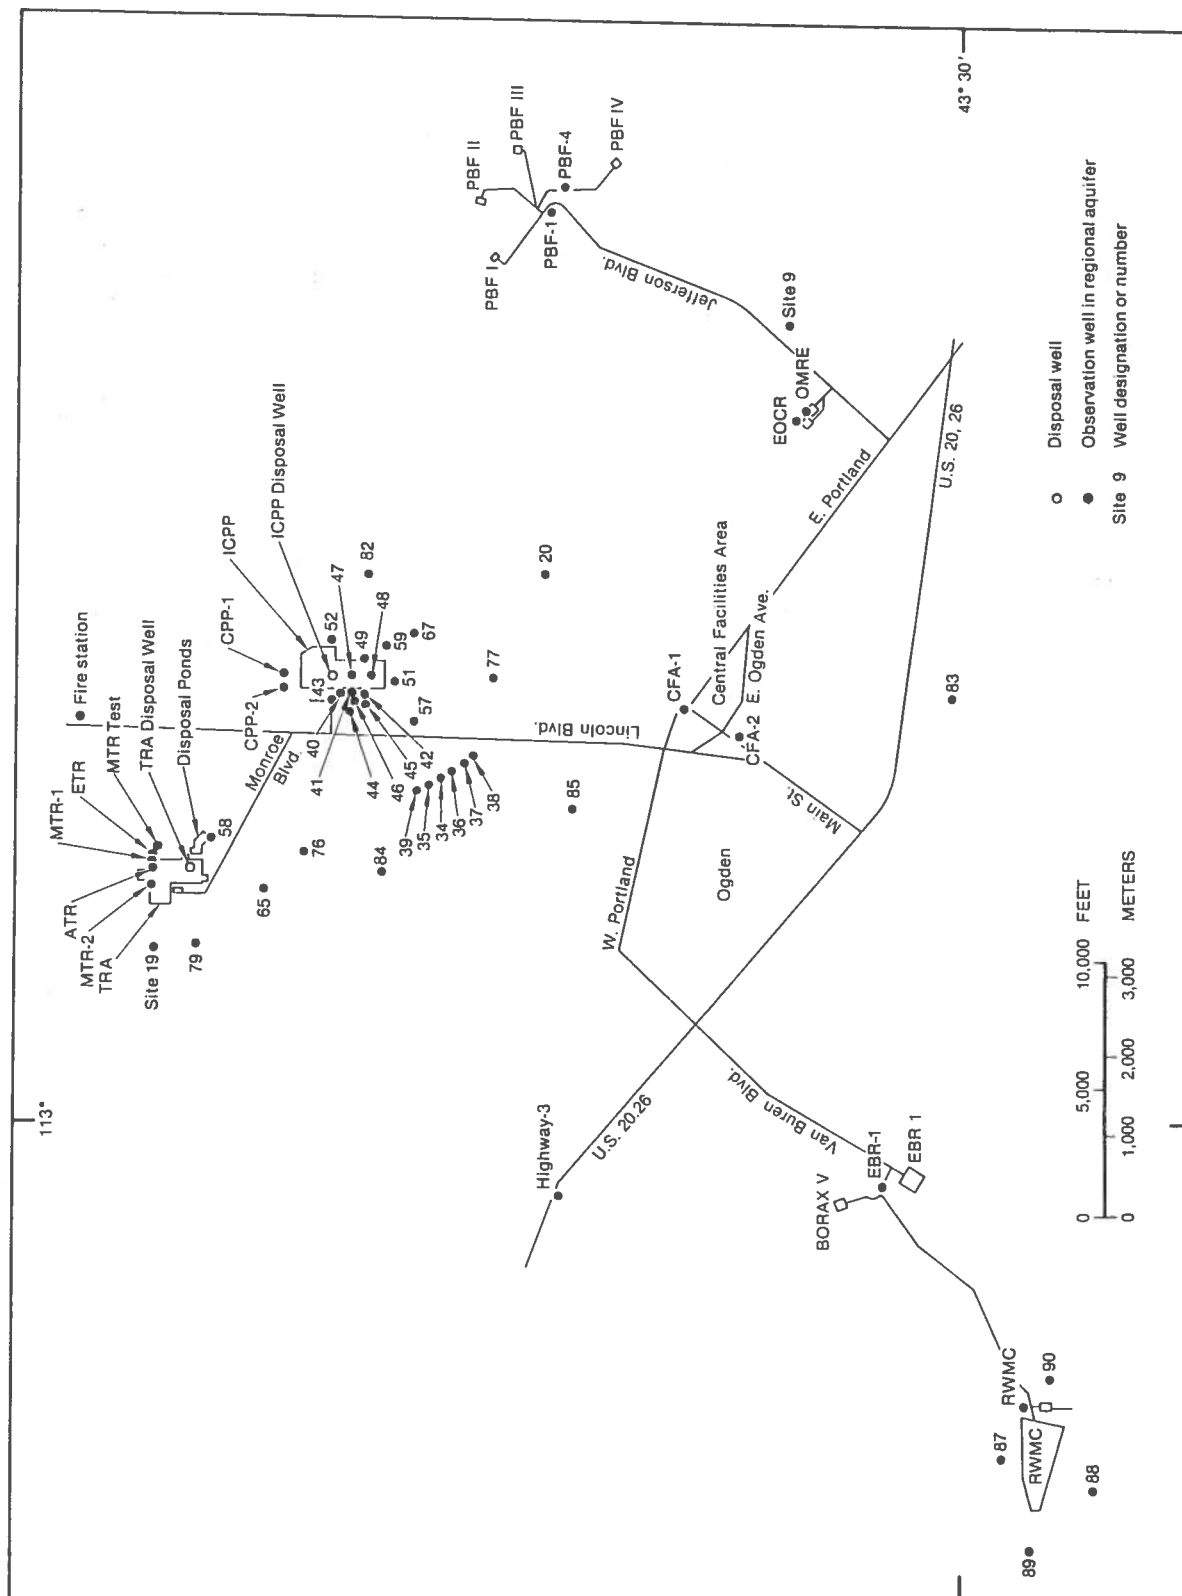 43° 30'
113°
PBF II
PBF III
PBF-4
PBF IV
PBF I
PBF-1
Jefferson Blvd.
Site 9
OMRE
EOCR
E. Portland
U.S. 20, 26
Fire station
MTR Test
TRA Disposal Well
Disposal Ponds
ETR
MTR-1
ATR
MTR-2
TRA
Site 19
79
58
65
76
84
Monroe
Blvd.
CPP-1
CPP-2
ICPP
ICPP Disposal Well
47
82
48
52
49
59
67
51
57
43
40
41
44
46
45
42
39
35
34
36
37
38
77
20
85
Lincoln Blvd.
CFA-1
Central Facilities Area
E. Ogden Ave.
CFA-2
Main St.
83
W. Portland
Ogden
Highway-3
U.S. 20,26
Van Buren Blvd.
BORAX V
EBR-1
EBR 1
RWMC
90
87
RWMC
88
89
Disposal well
Observation well in regional aquifer
Site 9 Well designation or number
0 5,000 10,000 FEET
0 1,000 2,000 3,000 METERS